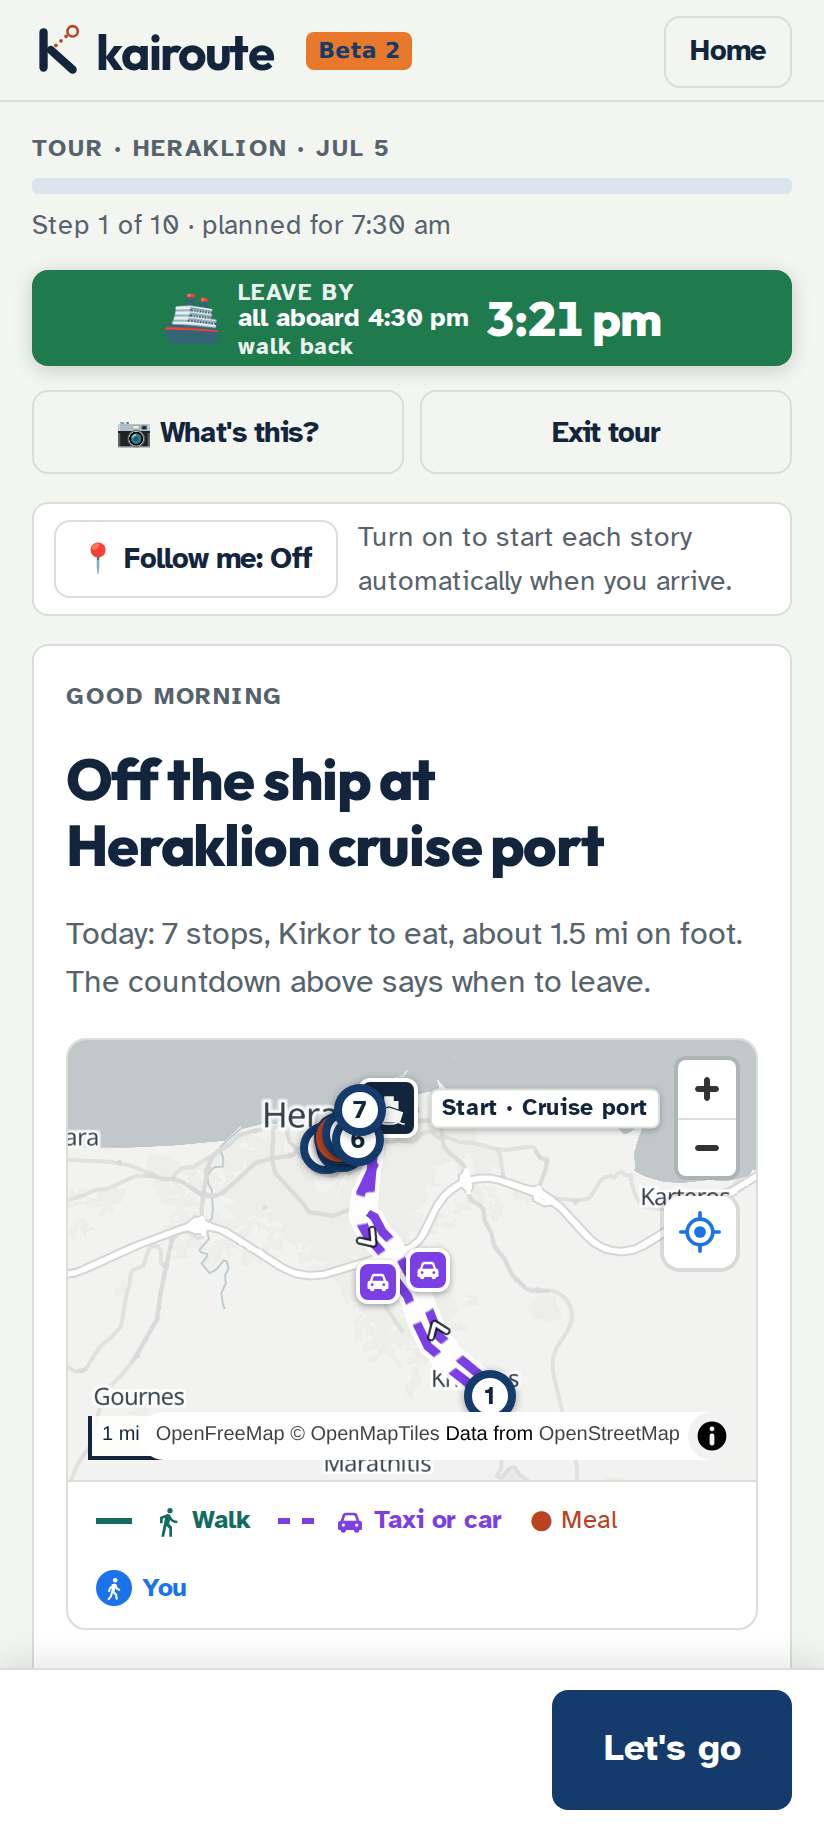 kairoute
Beta 2
Home
TOUR · HERAKLION · JUL 5
Step 1 of 10 · planned for 7:30 am
LEAVE BY
all aboard 4:30 pm
walk back
3:21 pm
What's this?
Exit tour
Follow me: Off
Turn on to start each story
automatically when you arrive.
GOOD MORNING
Off the ship at
Heraklion cruise port
Today: 7 stops, Kirkor to eat, about 1.5 mi on foot.
The countdown above says when to leave.
7
6
Start · Cruise port
+
−
1
Gournes
1 mi
OpenFreeMap © OpenMapTiles Data from OpenStreetMap
Marathitis
Walk
Taxi or car
Meal
You
Let's go